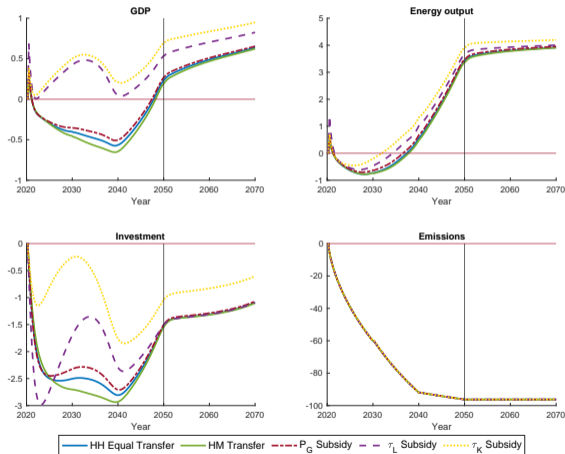 GDP
1
0.5
0
-0.5
-1
2020 2030 2040 2050 2060 2070
Year
Energy output
5
4
3
2
1
0
-1
2020 2030 2040 2050 2060 2070
Year
Investment
0
-0.5
-1
-1.5
-2
-2.5
-3
2020 2030 2040 2050 2060 2070
Year
Emissions
0
-20
-40
-60
-80
-100
2020 2030 2040 2050 2060 2070
Year
HH Equal Transfer HM Transfer P_G Subsidy τ_L Subsidy τ_K Subsidy